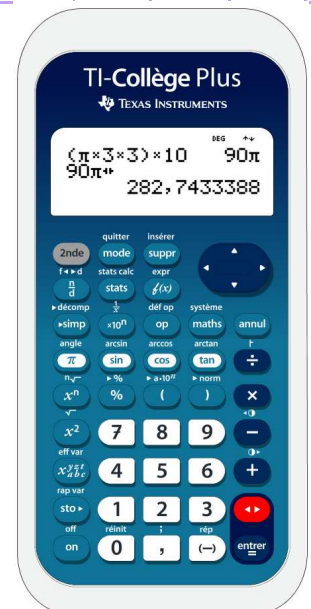 TI-Collège Plus
TEXAS INSTRUMENTS
DEG
(π×3×3)×10 90π
90π◂▸
282,7433388
quitter insérer
2nde mode suppr
f◂▸d stats calc expr
n/d stats f(x)
▸décomp 1/x déf op système
▸simp ×10ⁿ op maths annul
angle arcsin arccos arctan
π sin cos tan ÷
ⁿ√ ▸% ▸a·10ⁿ ▸norm
xⁿ % ( ) ×
√
x² 7 8 9 −
eff var
x y z t a b c 4 5 6 +
rap var
sto▸ 1 2 3 ◂▸
off réinit ; rép
on 0 , (−) entrer =